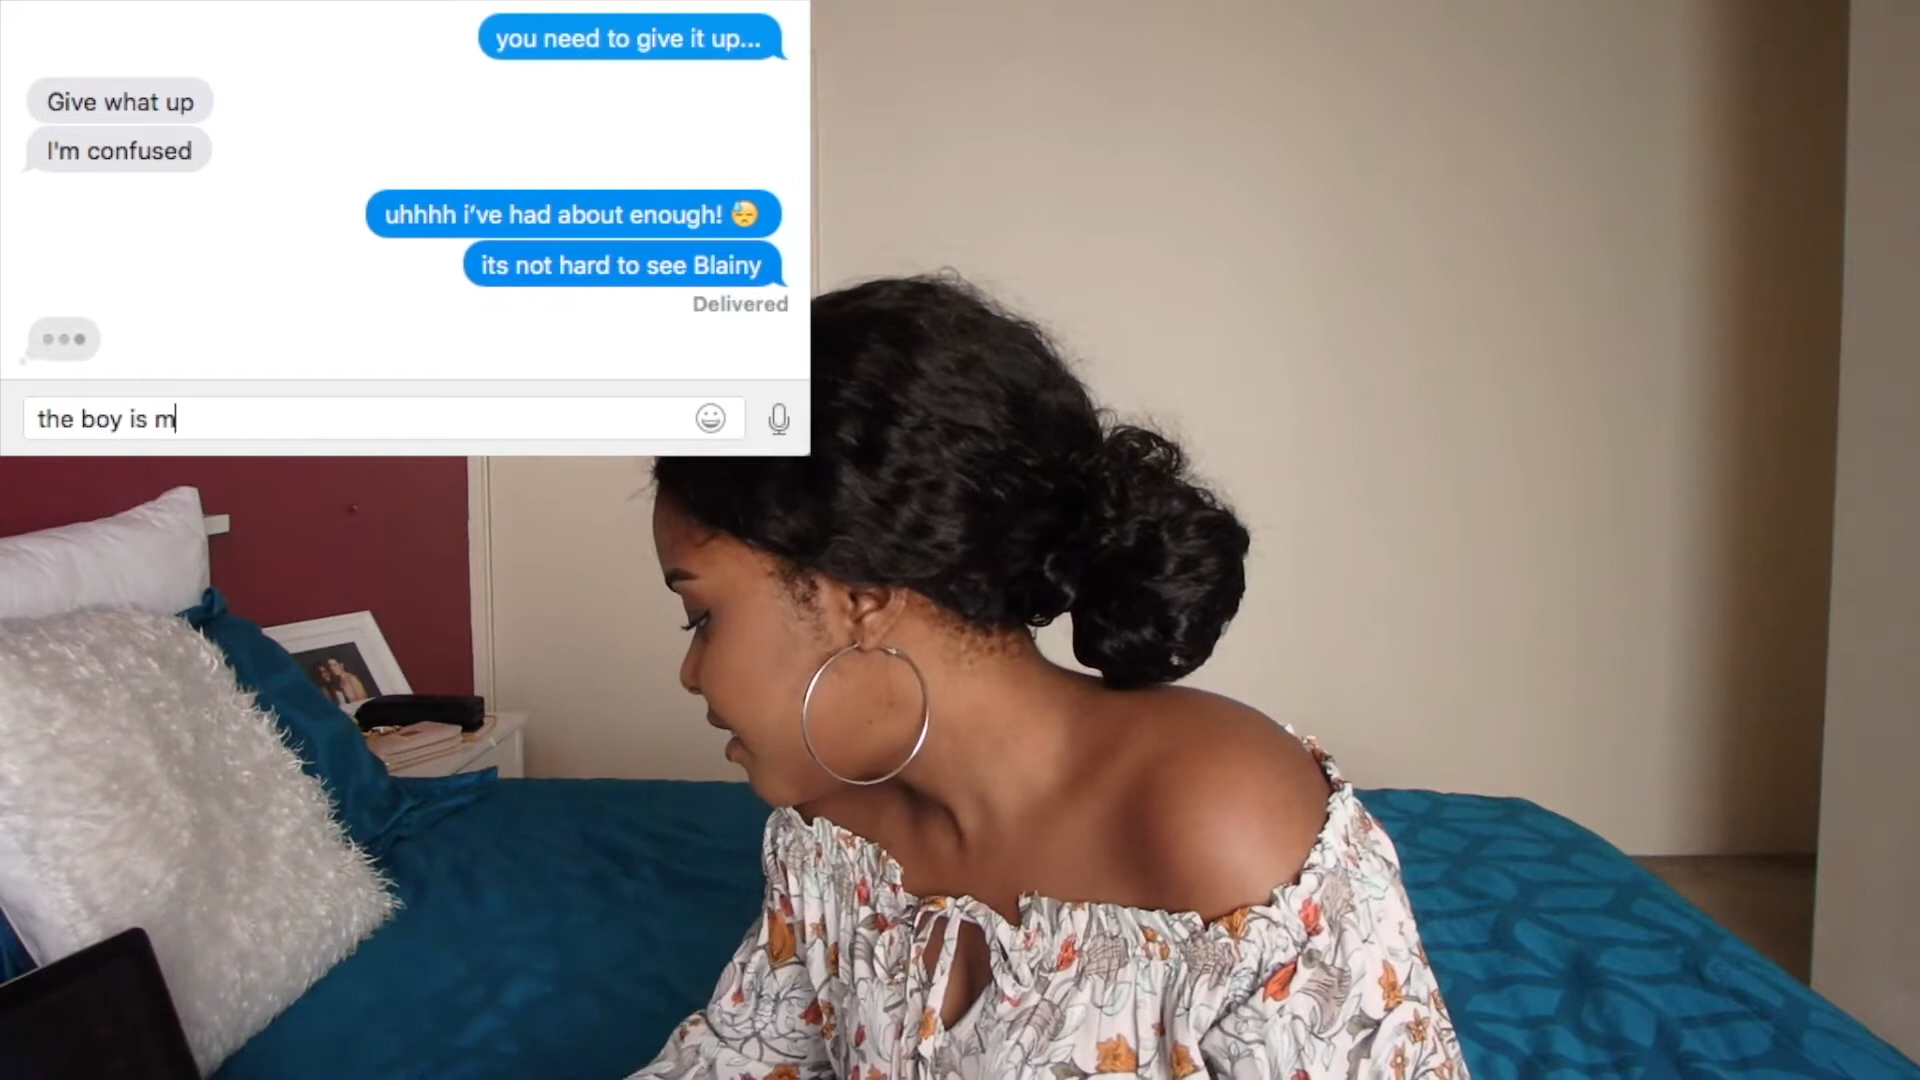 you need to give it up...
Give what up
I'm confused
uhhhh i’ve had about enough! 😓
its not hard to see Blainy
Delivered
the boy is m